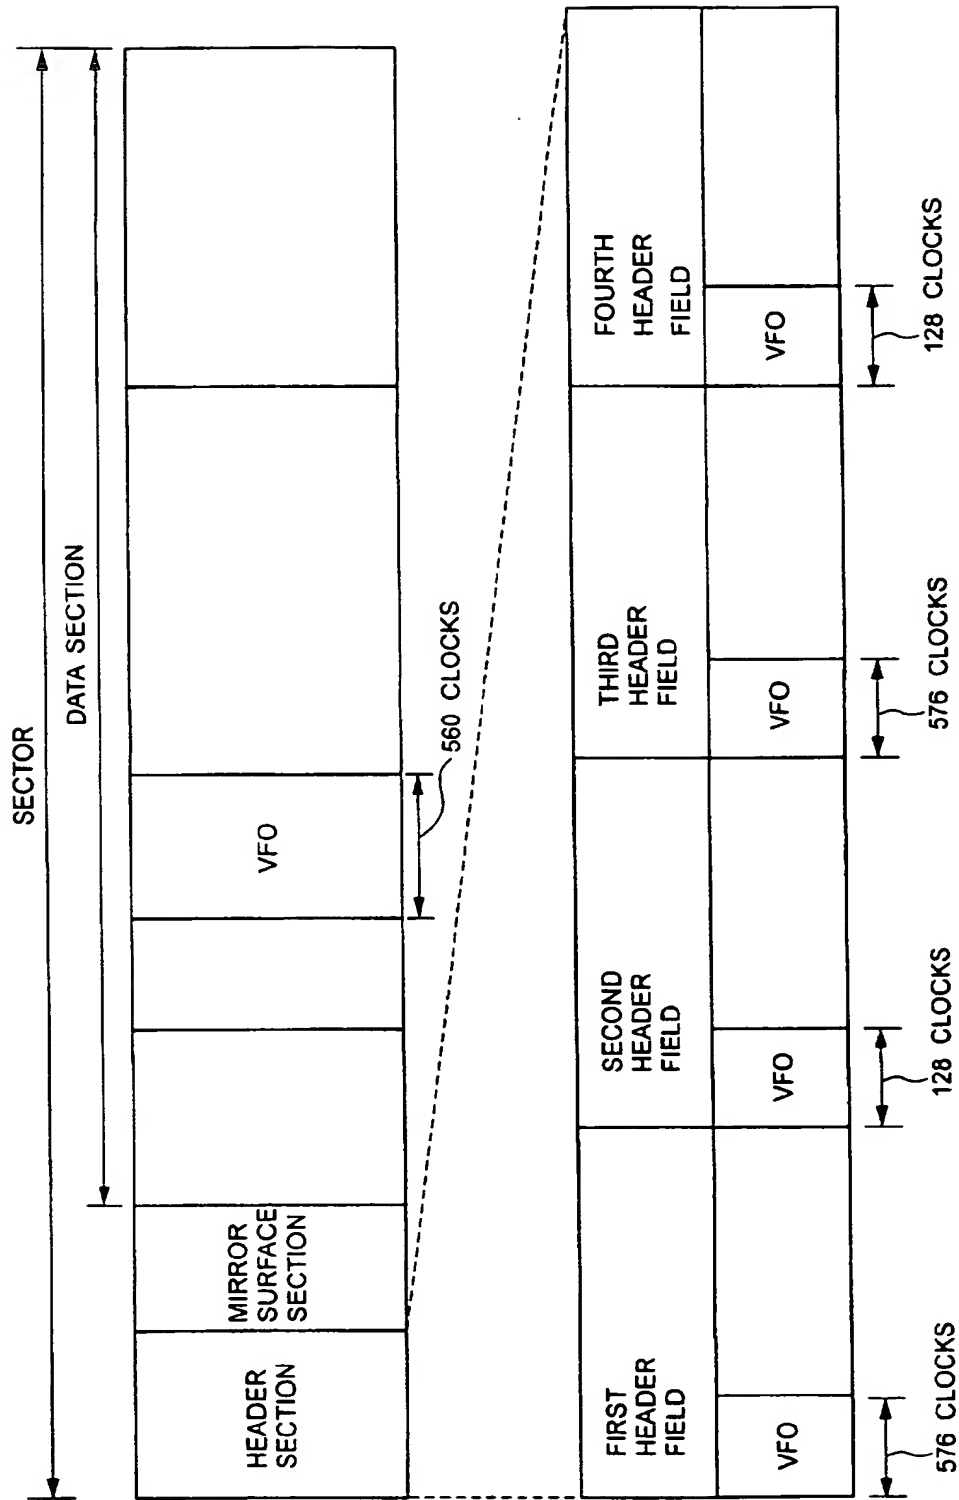 SECTOR
DATA SECTION
HEADER
SECTION
MIRROR
SURFACE
SECTION
VFO
560 CLOCKS
FIRST
HEADER
FIELD
SECOND
HEADER
FIELD
THIRD
HEADER
FIELD
FOURTH
HEADER
FIELD
VFO
VFO
VFO
VFO
576 CLOCKS
128 CLOCKS
576 CLOCKS
128 CLOCKS